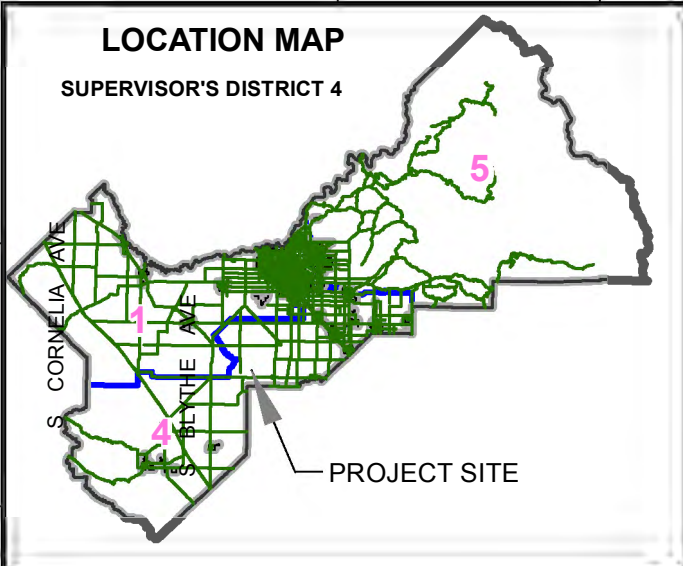 LOCATION MAP
SUPERVISOR'S DISTRICT 4
5
S CORNELIA AVE
1
S BLYTHE AVE
4
PROJECT SITE